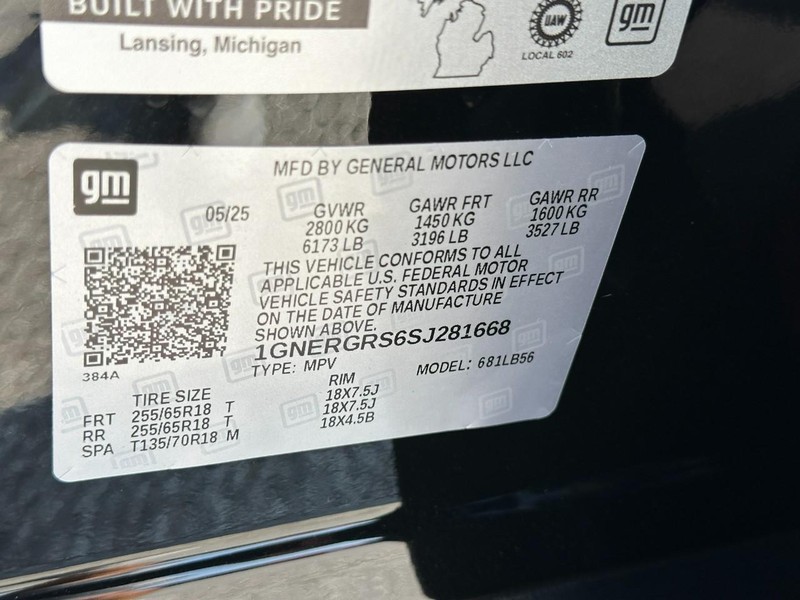 BUILT WITH PRIDE
Lansing, Michigan
UAW
LOCAL 602
gm
gm
MFD BY GENERAL MOTORS LLC
05/25
GVWR
2800 KG
6173 LB
GAWR FRT
1450 KG
3196 LB
GAWR RR
1600 KG
3527 LB
THIS VEHICLE CONFORMS TO ALL
APPLICABLE U.S. FEDERAL MOTOR
VEHICLE SAFETY STANDARDS IN EFFECT
ON THE DATE OF MANUFACTURE
SHOWN ABOVE.
1GNERGRS6SJ281668
TYPE: MPV MODEL: 681LB56
384A
TIRE SIZE RIM
FRT 255/65R18 T 18X7.5J
RR 255/65R18 T 18X7.5J
SPA T135/70R18 M 18X4.5B